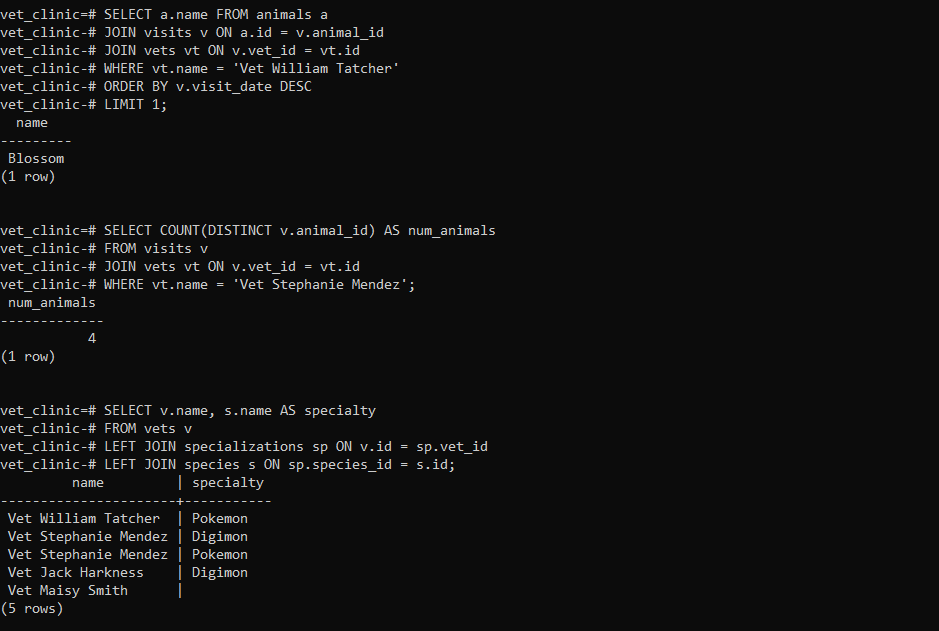 vet_clinic=# SELECT a.name FROM animals a
vet_clinic-# JOIN visits v ON a.id = v.animal_id
vet_clinic-# JOIN vets vt ON v.vet_id = vt.id
vet_clinic-# WHERE vt.name = 'Vet William Tatcher'
vet_clinic-# ORDER BY v.visit_date DESC
vet_clinic-# LIMIT 1;
  name
---------
 Blossom
(1 row)


vet_clinic=# SELECT COUNT(DISTINCT v.animal_id) AS num_animals
vet_clinic-# FROM visits v
vet_clinic-# JOIN vets vt ON v.vet_id = vt.id
vet_clinic-# WHERE vt.name = 'Vet Stephanie Mendez';
 num_animals
-------------
           4
(1 row)


vet_clinic=# SELECT v.name, s.name AS specialty
vet_clinic-# FROM vets v
vet_clinic-# LEFT JOIN specializations sp ON v.id = sp.vet_id
vet_clinic-# LEFT JOIN species s ON sp.species_id = s.id;
         name         | specialty
----------------------+-----------
 Vet William Tatcher  | Pokemon
 Vet Stephanie Mendez | Digimon
 Vet Stephanie Mendez | Pokemon
 Vet Jack Harkness    | Digimon
 Vet Maisy Smith      |
(5 rows)